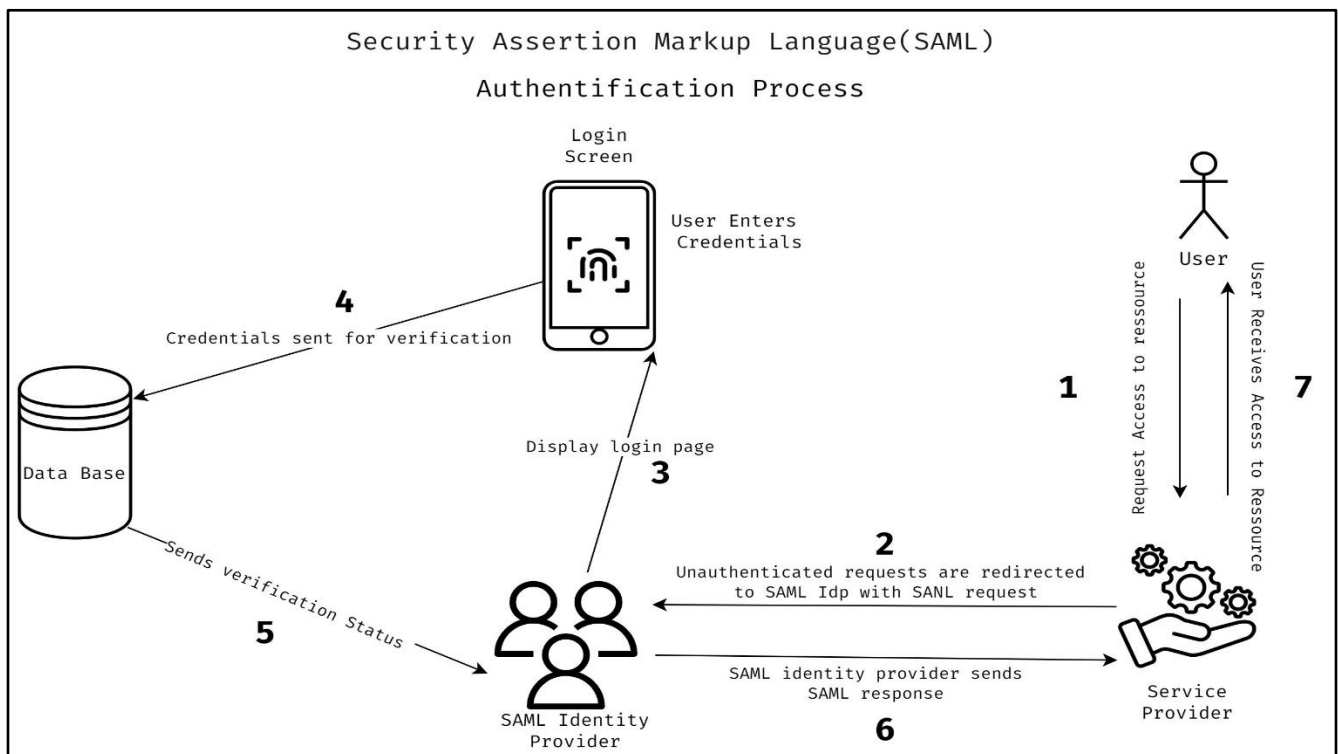 Security Assertion Markup Language(SAML)
Authentification Process
Login
Screen
User Enters
Credentials
User
4
Credentials sent for verification
1
Request Access to ressource
User Receives Access to Ressource
7
Data Base
Display login page
3
2
Unauthenticated requests are redirected
to SAML Idp with SANL request
Sends verification Status
5
SAML identity provider sends
SAML response
6
SAML Identity
Provider
Service
Provider